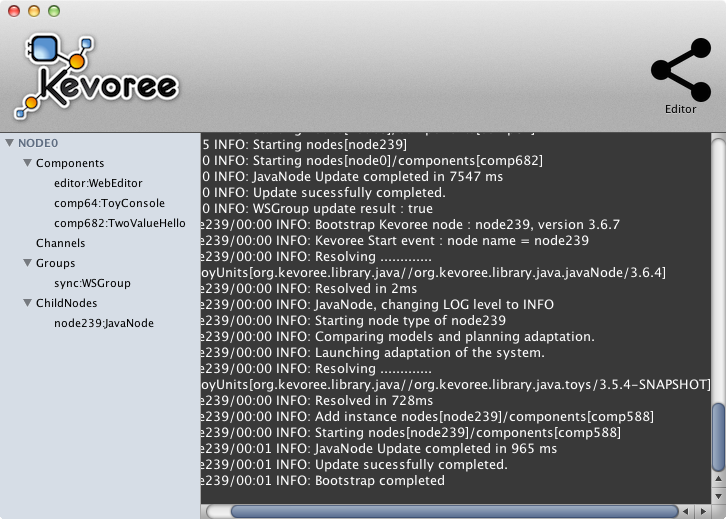 Kevoree
Editor
NODE0
Components
editor:WebEditor
comp64:ToyConsole
comp682:TwoValueHello
Channels
Groups
sync:WSGroup
ChildNodes
node239:JavaNode
5 INFO: Starting nodes[node239]
0 INFO: Starting nodes[node0]/components[comp682]
0 INFO: JavaNode Update completed in 7547 ms
0 INFO: Update sucessfully completed.
0 INFO: WSGroup update result : true
e239/00:00 INFO: Bootstrap Kevoree node : node239, version 3.6.7
e239/00:00 INFO: Kevoree Start event : node name = node239
e239/00:00 INFO: Resolving .............
oyUnits[org.kevoree.library.java//org.kevoree.library.java.javaNode/3.6.4]
e239/00:00 INFO: Resolved in 2ms
e239/00:00 INFO: JavaNode, changing LOG level to INFO
e239/00:00 INFO: Starting node type of node239
e239/00:00 INFO: Comparing models and planning adaptation.
e239/00:00 INFO: Launching adaptation of the system.
e239/00:00 INFO: Resolving .............
oyUnits[org.kevoree.library.java//org.kevoree.library.java.toys/3.5.4-SNAPSHOT]
e239/00:00 INFO: Resolved in 728ms
e239/00:00 INFO: Add instance nodes[node239]/components[comp588]
e239/00:00 INFO: Starting nodes[node239]/components[comp588]
e239/00:01 INFO: JavaNode Update completed in 965 ms
e239/00:01 INFO: Update sucessfully completed.
e239/00:01 INFO: Bootstrap completed